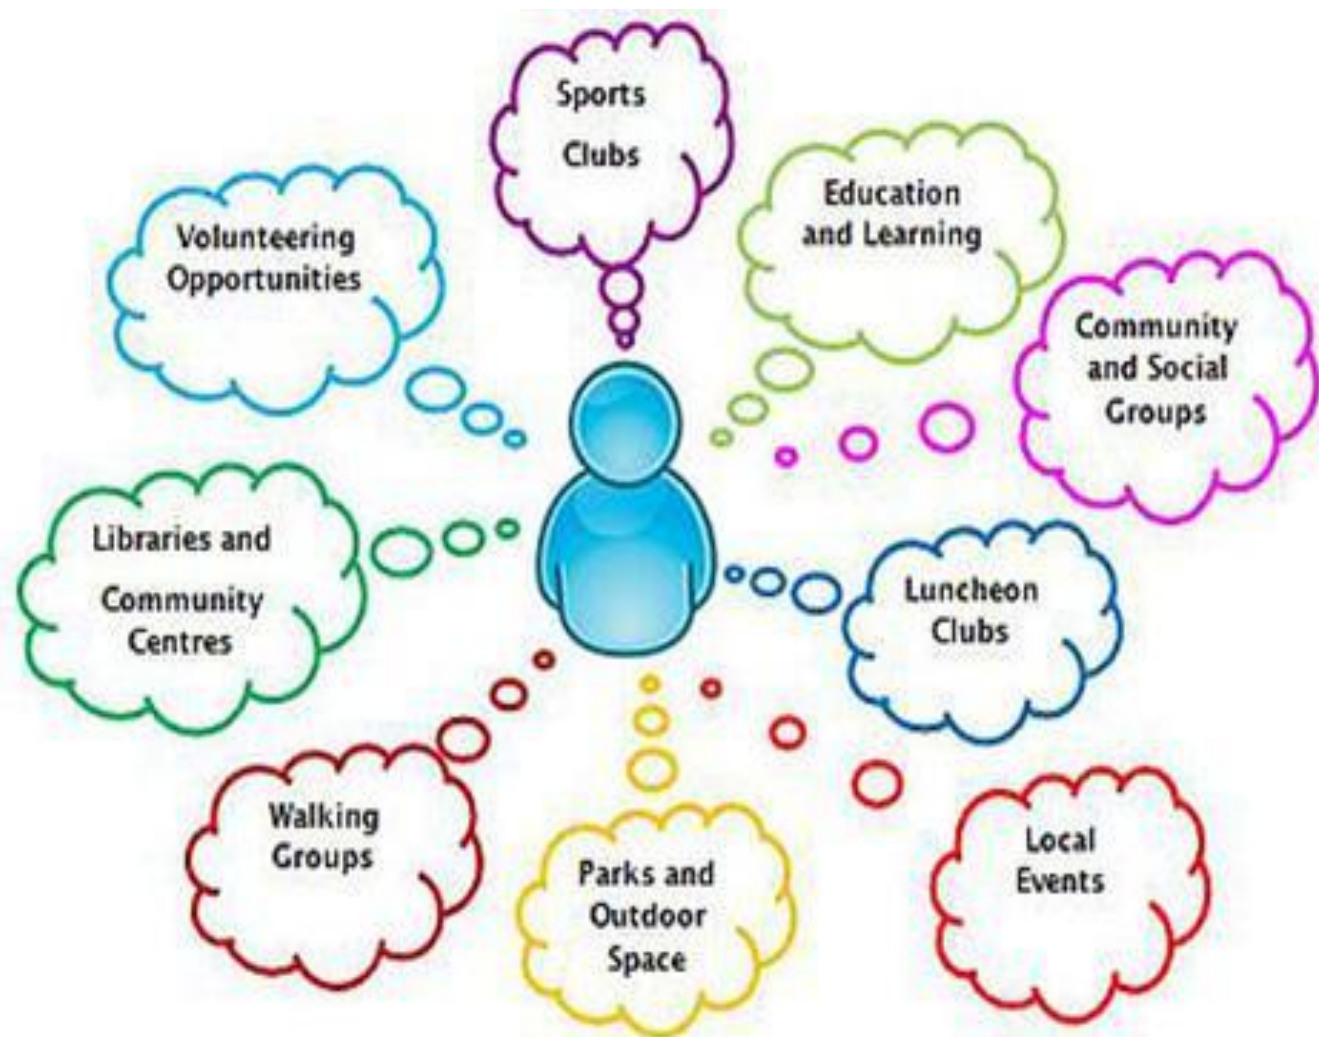 Sports
Clubs
Education
and Learning
Volunteering
Opportunities
Community
and Social
Groups
Libraries and
Community
Centres
Luncheon
Clubs
Walking
Groups
Parks and
Outdoor
Space
Local
Events